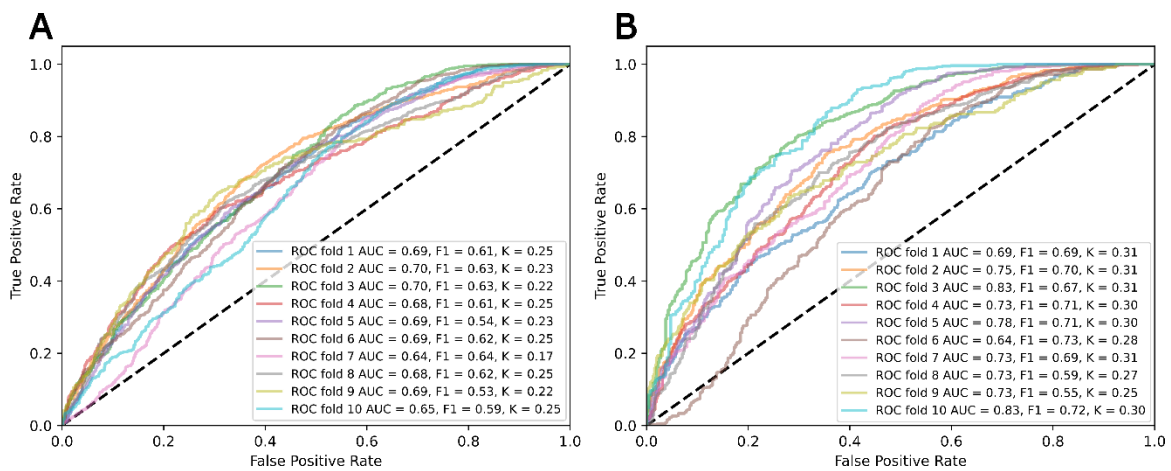 A
1.0
0.8
0.6
0.4
0.2
0.0
True Positive Rate
ROC fold 1 AUC = 0.69, F1 = 0.61, K = 0.25
ROC fold 2 AUC = 0.70, F1 = 0.63, K = 0.23
ROC fold 3 AUC = 0.70, F1 = 0.63, K = 0.22
ROC fold 4 AUC = 0.68, F1 = 0.61, K = 0.25
ROC fold 5 AUC = 0.69, F1 = 0.54, K = 0.23
ROC fold 6 AUC = 0.69, F1 = 0.62, K = 0.25
ROC fold 7 AUC = 0.64, F1 = 0.64, K = 0.17
ROC fold 8 AUC = 0.68, F1 = 0.62, K = 0.25
ROC fold 9 AUC = 0.69, F1 = 0.53, K = 0.22
ROC fold 10 AUC = 0.65, F1 = 0.59, K = 0.25
0.0 0.2 0.4 0.6 0.8 1.0
False Positive Rate
B
1.0
0.8
0.6
0.4
0.2
0.0
True Positive Rate
ROC fold 1 AUC = 0.69, F1 = 0.69, K = 0.31
ROC fold 2 AUC = 0.75, F1 = 0.70, K = 0.31
ROC fold 3 AUC = 0.83, F1 = 0.67, K = 0.31
ROC fold 4 AUC = 0.73, F1 = 0.71, K = 0.30
ROC fold 5 AUC = 0.78, F1 = 0.71, K = 0.30
ROC fold 6 AUC = 0.64, F1 = 0.73, K = 0.28
ROC fold 7 AUC = 0.73, F1 = 0.69, K = 0.31
ROC fold 8 AUC = 0.73, F1 = 0.59, K = 0.27
ROC fold 9 AUC = 0.73, F1 = 0.55, K = 0.25
ROC fold 10 AUC = 0.83, F1 = 0.72, K = 0.30
0.0 0.2 0.4 0.6 0.8 1.0
False Positive Rate